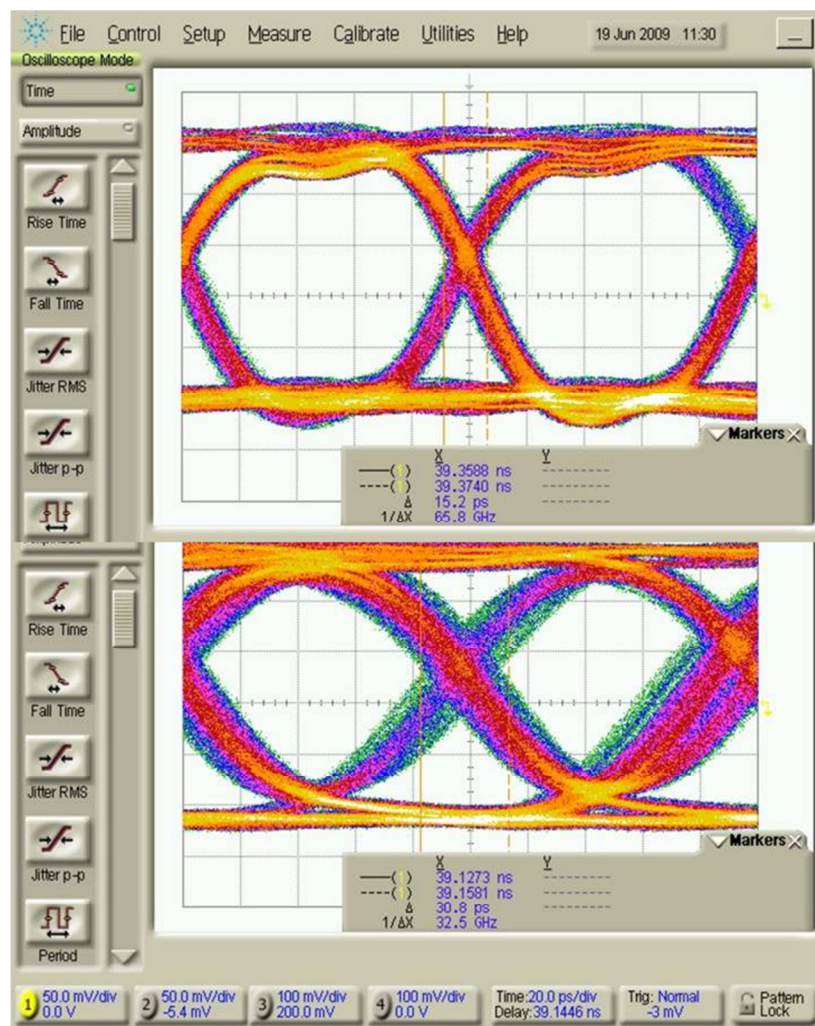 File Control Setup Measure Calibrate Utilities Help 19 Jun 2009 11:30
Oscilloscope Mode
Time
Amplitude
Rise Time
Fall Time
Jitter RMS
Jitter p-p
Markers
X Y
——(1) 39.3588 ns ---------
----(1) 39.3740 ns ---------
Δ 15.2 ps ---------
1/ΔX 65.8 GHz
Rise Time
Fall Time
Jitter RMS
Jitter p-p
Period
Markers
X Y
——(1) 39.1273 ns ---------
----(1) 39.1581 ns ---------
Δ 30.8 ps ---------
1/ΔX 32.5 GHz
1 50.0 mV/div 2 50.0 mV/div 3 100 mV/div 4 100 mV/div Time:20.0 ps/div Trig: Normal Pattern
0.0 V -5.4 mV 200.0 mV 0.0 V Delay:39.1446 ns -3 mV Lock